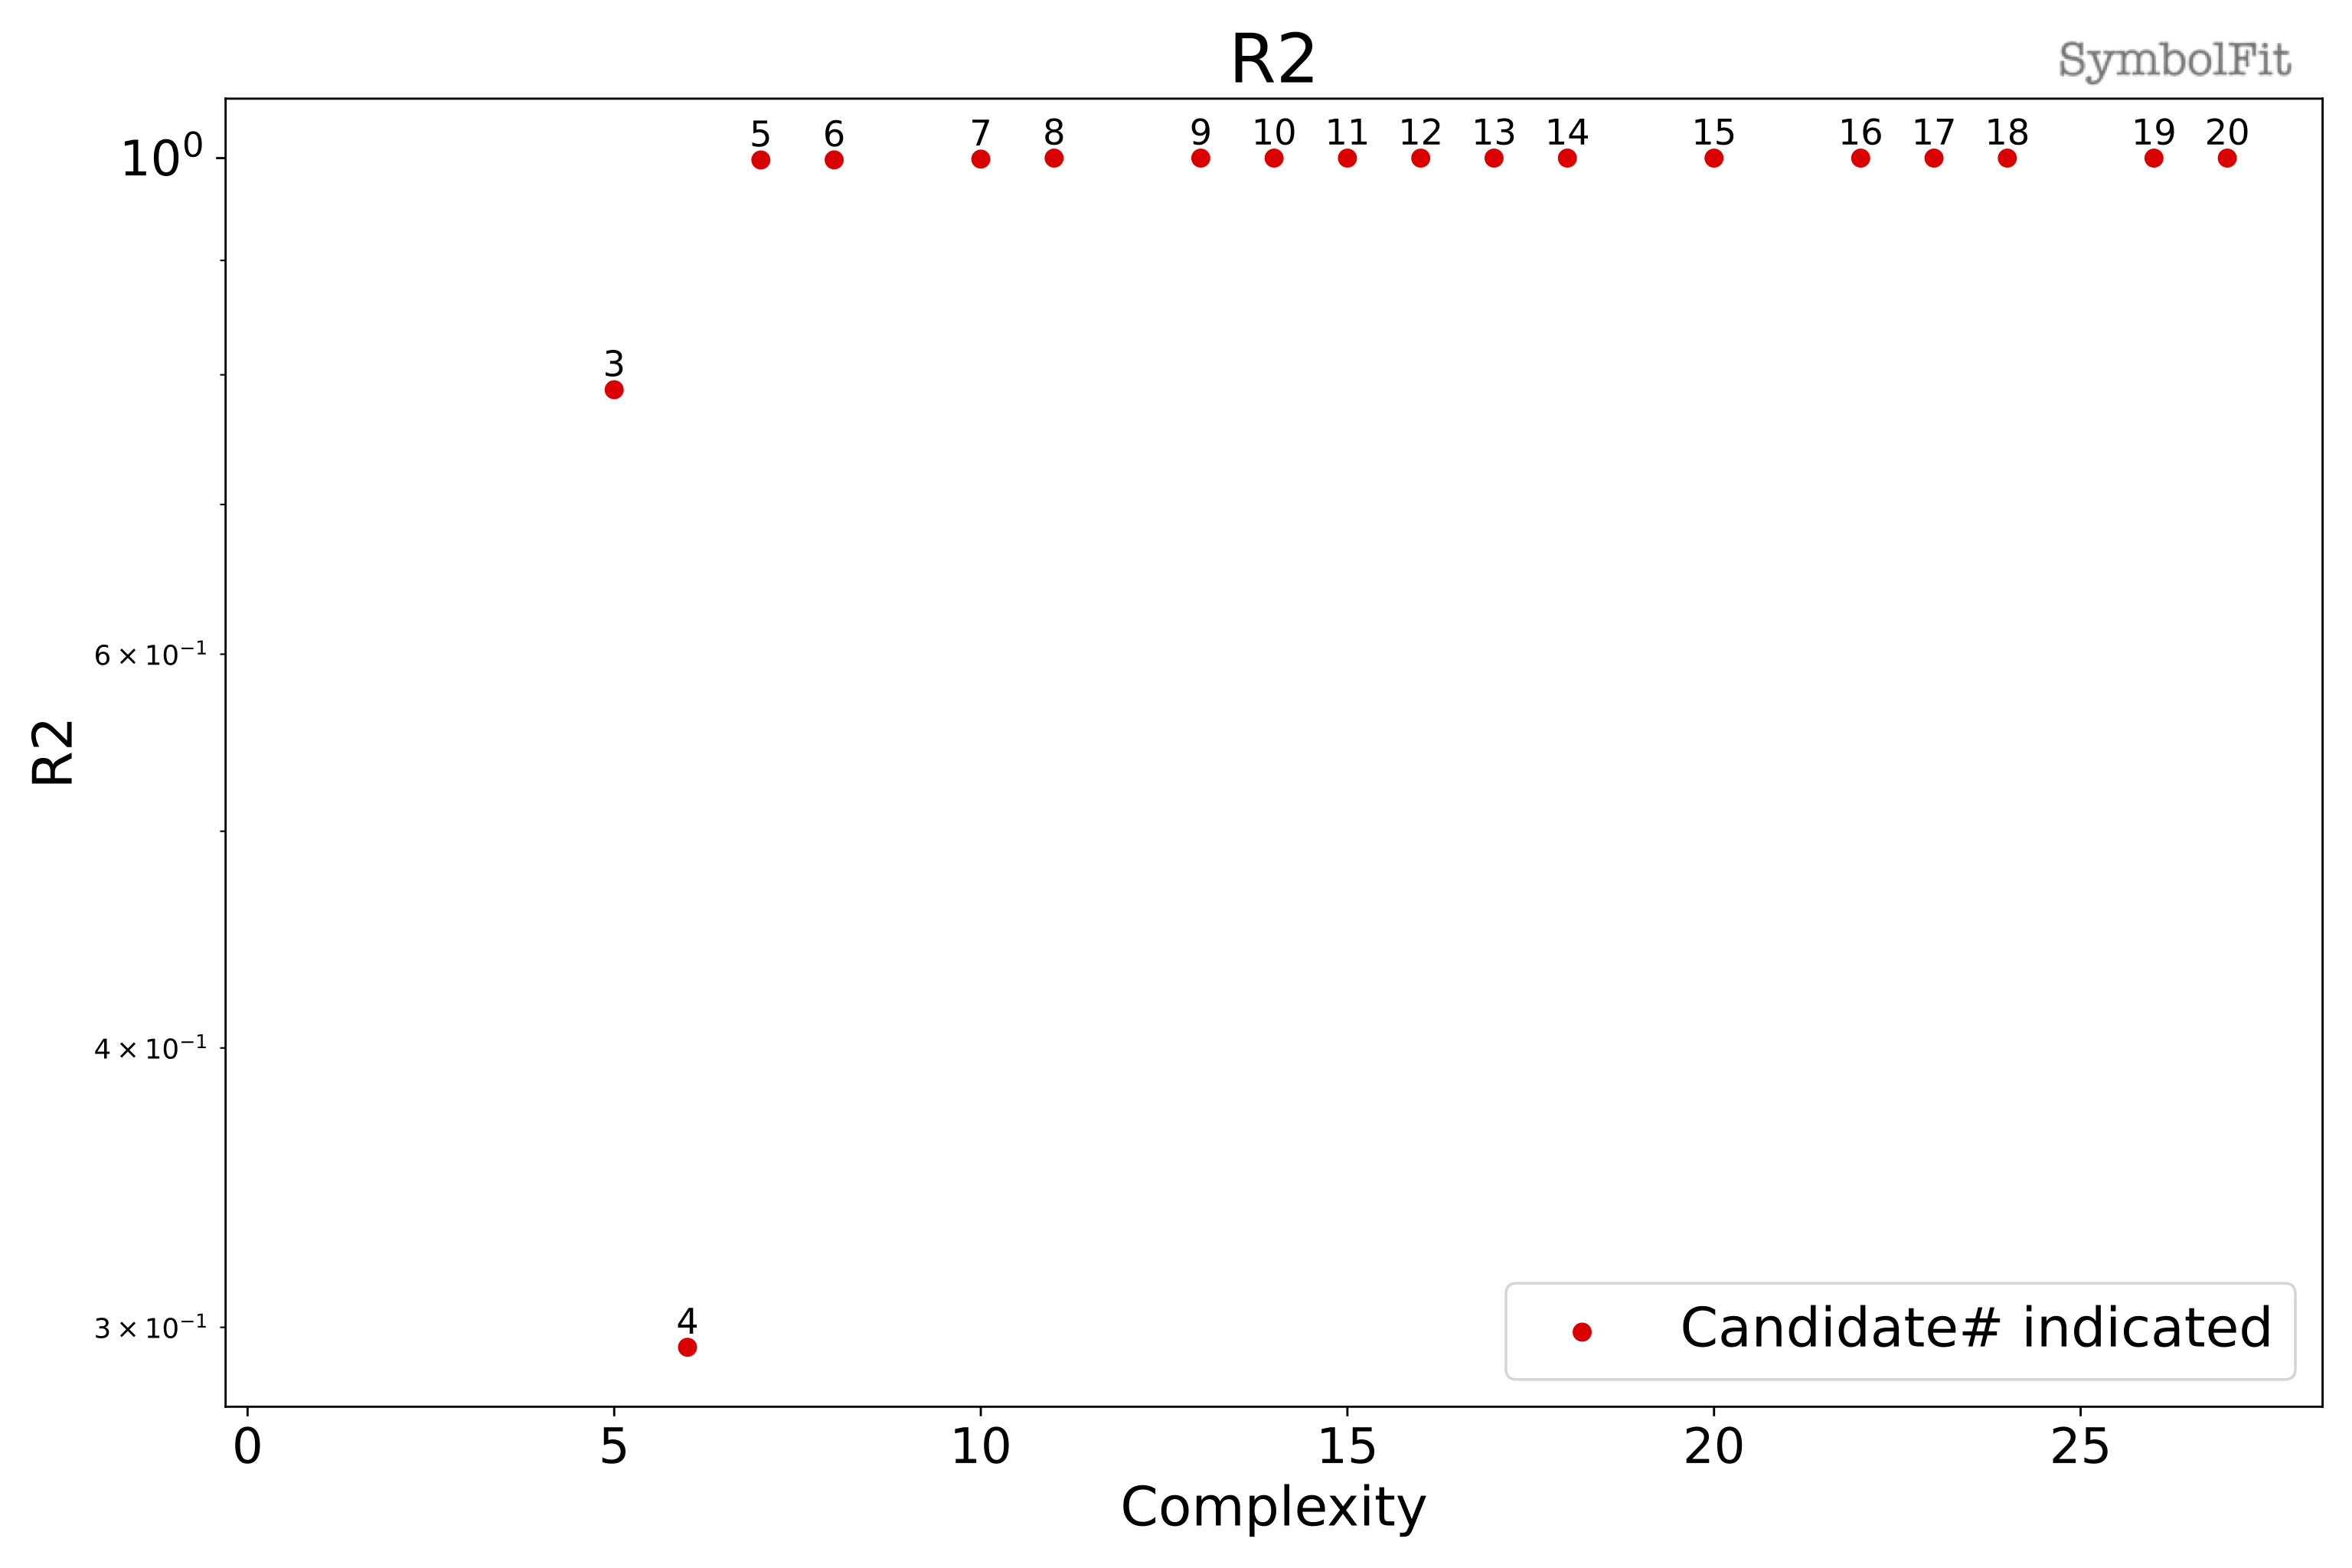 R2
SymbolFit
10⁰
5 6 7 8 9 10 11 12 13 14 15 16 17 18 19 20
3
6×10⁻¹
R2
4×10⁻¹
3×10⁻¹
4
Candidate# indicated
0 5 10 15 20 25
Complexity